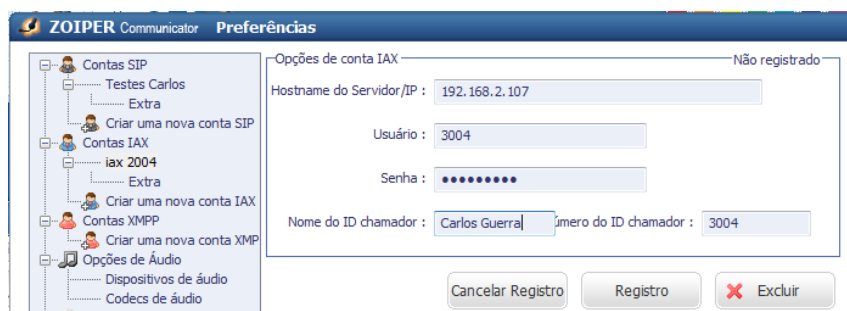 ZOIPER Communicator Preferências
Contas SIP
Testes Carlos
Extra
Criar uma nova conta SIP
Contas IAX
iax 2004
Extra
Criar uma nova conta IAX
Contas XMPP
Criar uma nova conta XMP
Opções de Áudio
Dispositivos de áudio
Codecs de áudio
Opções de conta IAX Não registrado
Hostname do Servidor/IP : 192.168.2.107
Usuário : 3004
Senha : •••••••••
Nome do ID chamador : Carlos Guerra úmero do ID chamador : 3004
Cancelar Registro Registro Excluir